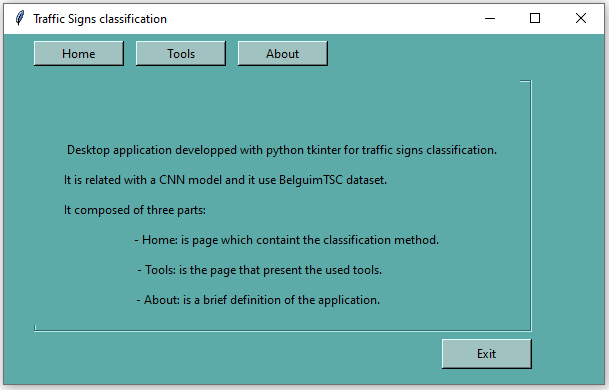 Traffic Signs classification
Home Tools About
Desktop application developped with python tkinter for traffic signs classification.
It is related with a CNN model and it use BelguimTSC dataset.
It composed of three parts:
- Home: is page which containt the classification method.
- Tools: is the page that present the used tools.
- About: is a brief definition of the application.
Exit